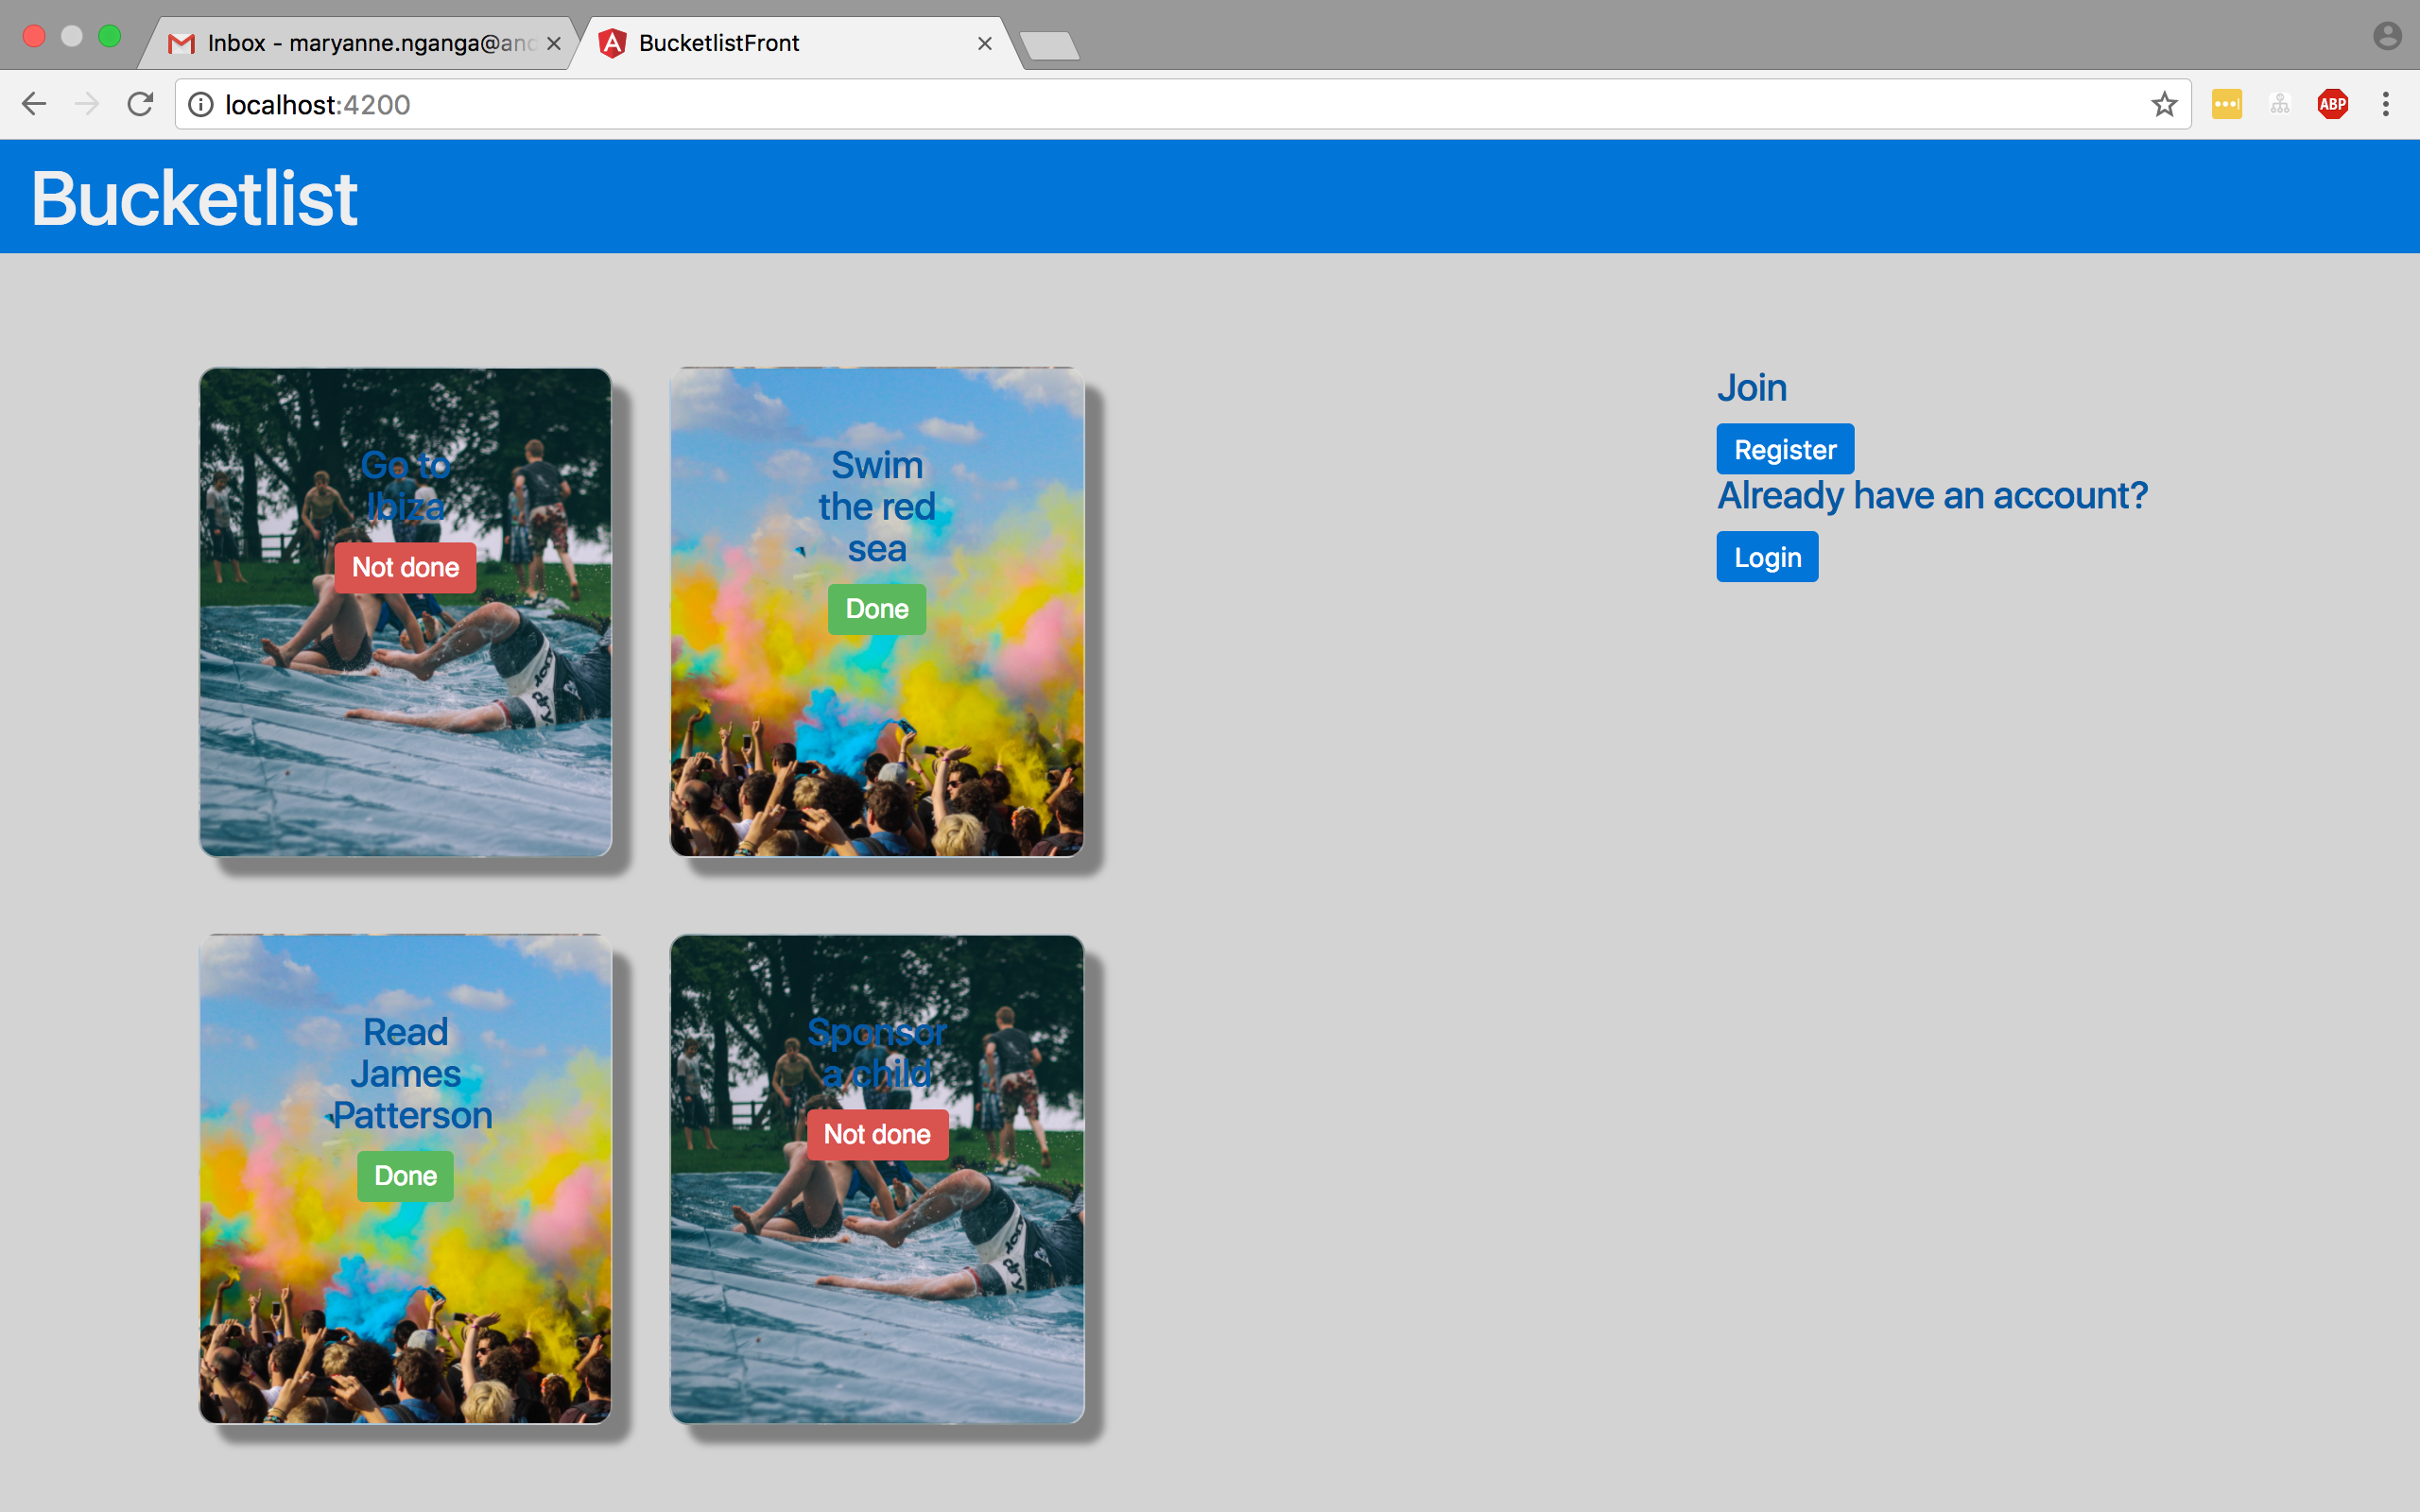 Inbox - maryanne.nganga@and
BucketlistFront
localhost:4200
ABP
Bucketlist
Go to
Ibiza
Not done
Swim
the red
sea
Done
Join
Register
Already have an account?
Login
Read
James
Patterson
Done
Sponsor
a child
Not done